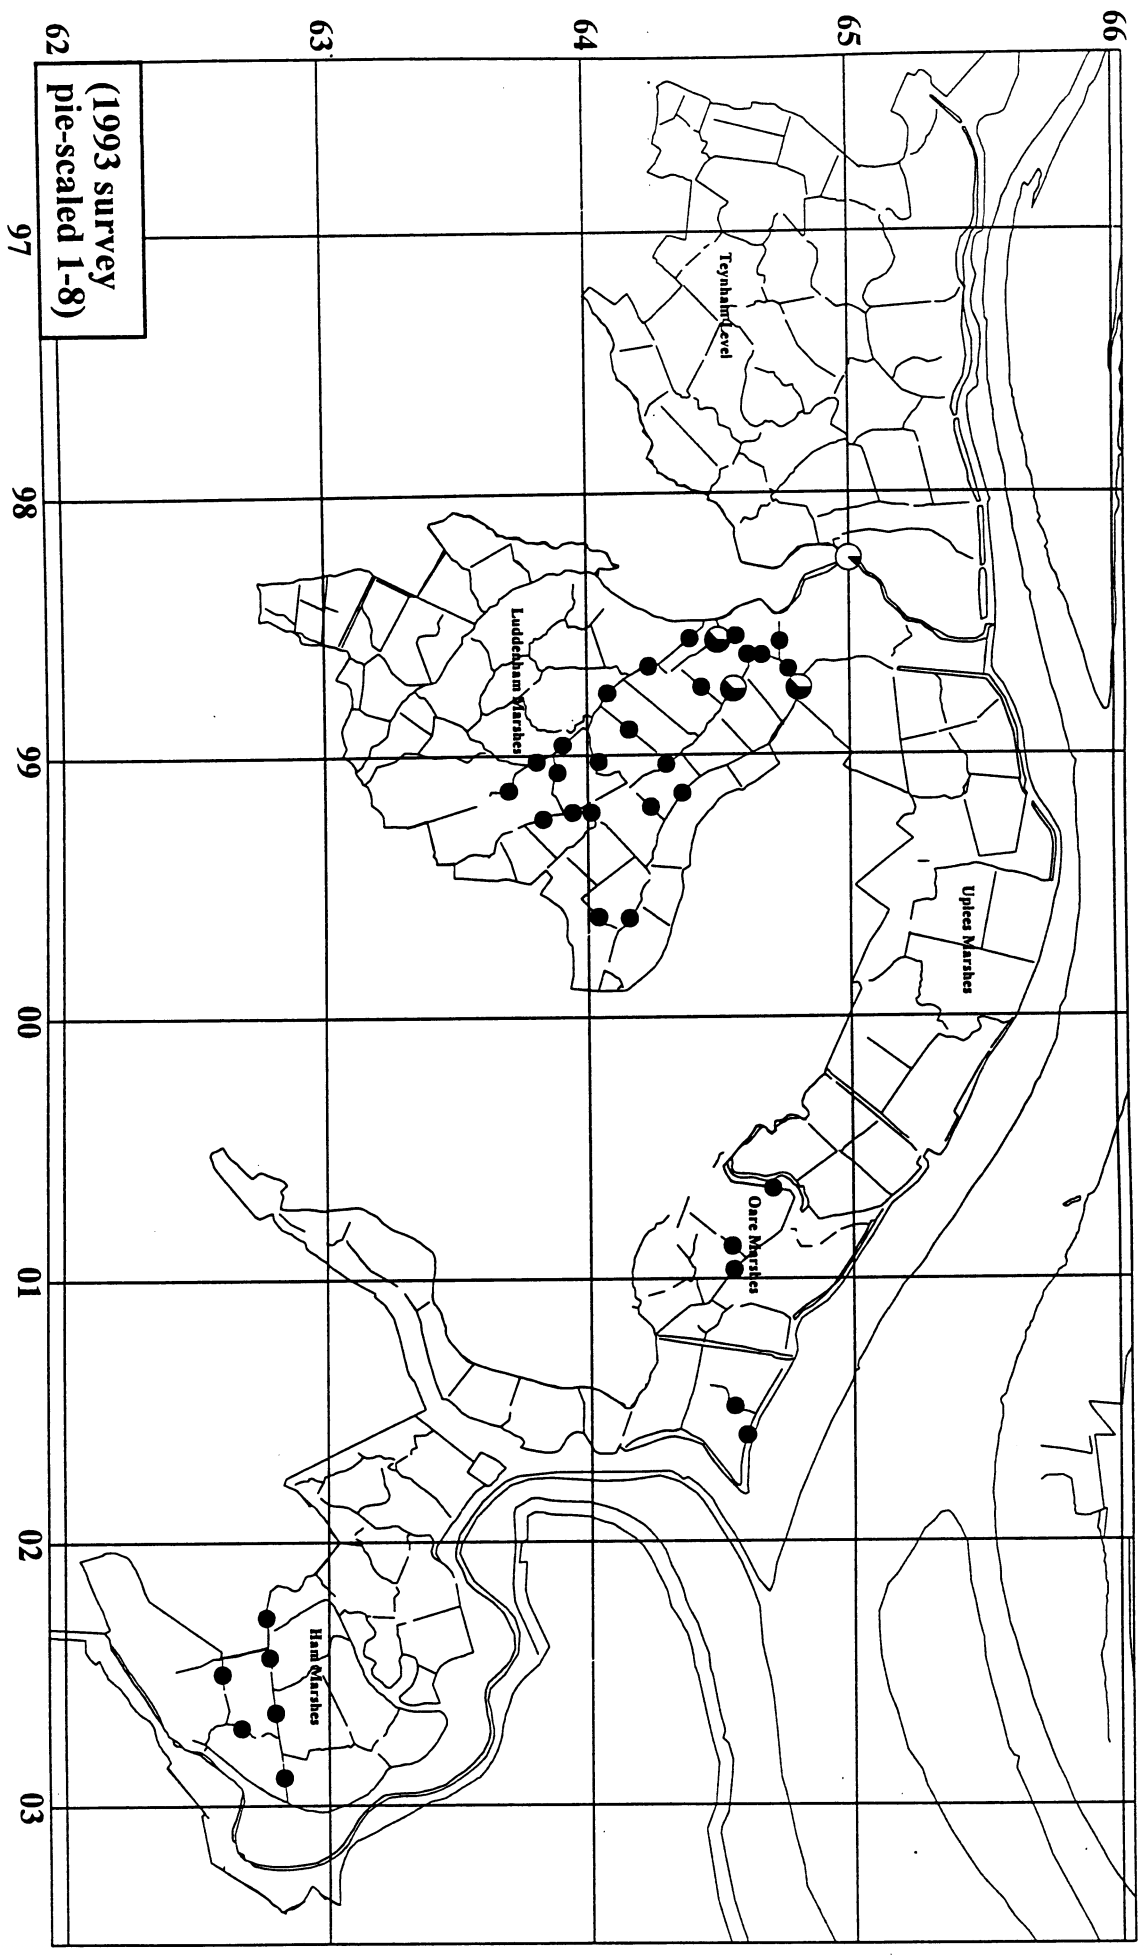 66
65
64
63
62
97
98
99
00
01
02
03
(1993 survey
pie-scaled 1-8)
Teynham Level
Luddenham Marshes
Uplees Marshes
Oare Marshes
Ham Marshes